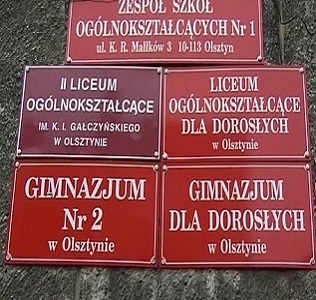 ZESPÓŁ SZKÓŁ
OGÓLNOKSZTAŁCĄCYCH Nr 1
ul. K. R. Małłków 3 10-113 Olsztyn
II LICEUM
OGÓLNOKSZTAŁCĄCE
IM. K. I. GAŁCZYŃSKIEGO
W OLSZTYNIE
LICEUM
OGÓLNOKSZTAŁCĄCE
DLA DOROSŁYCH
w Olsztynie
GIMNAZJUM
Nr 2
w Olsztynie
GIMNAZJUM
DLA DOROSŁYCH
w Olsztynie